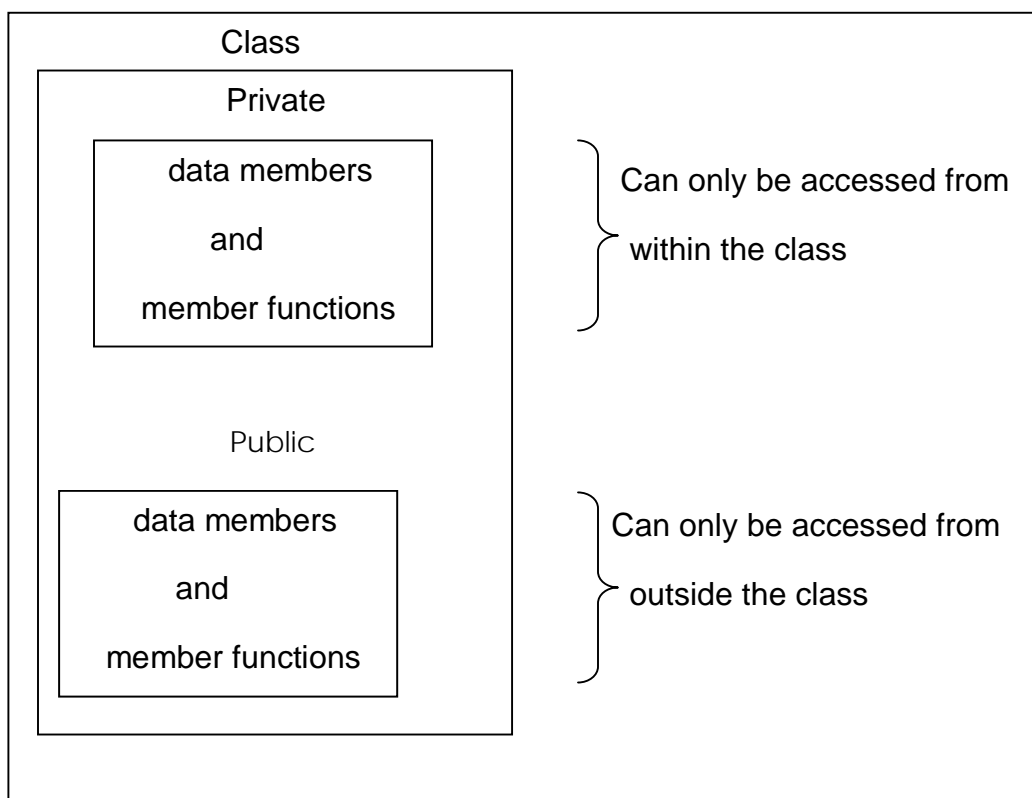 Class
Private
data members
and
member functions
Can only be accessed from
within the class
Public
data members
and
member functions
Can only be accessed from
outside the class